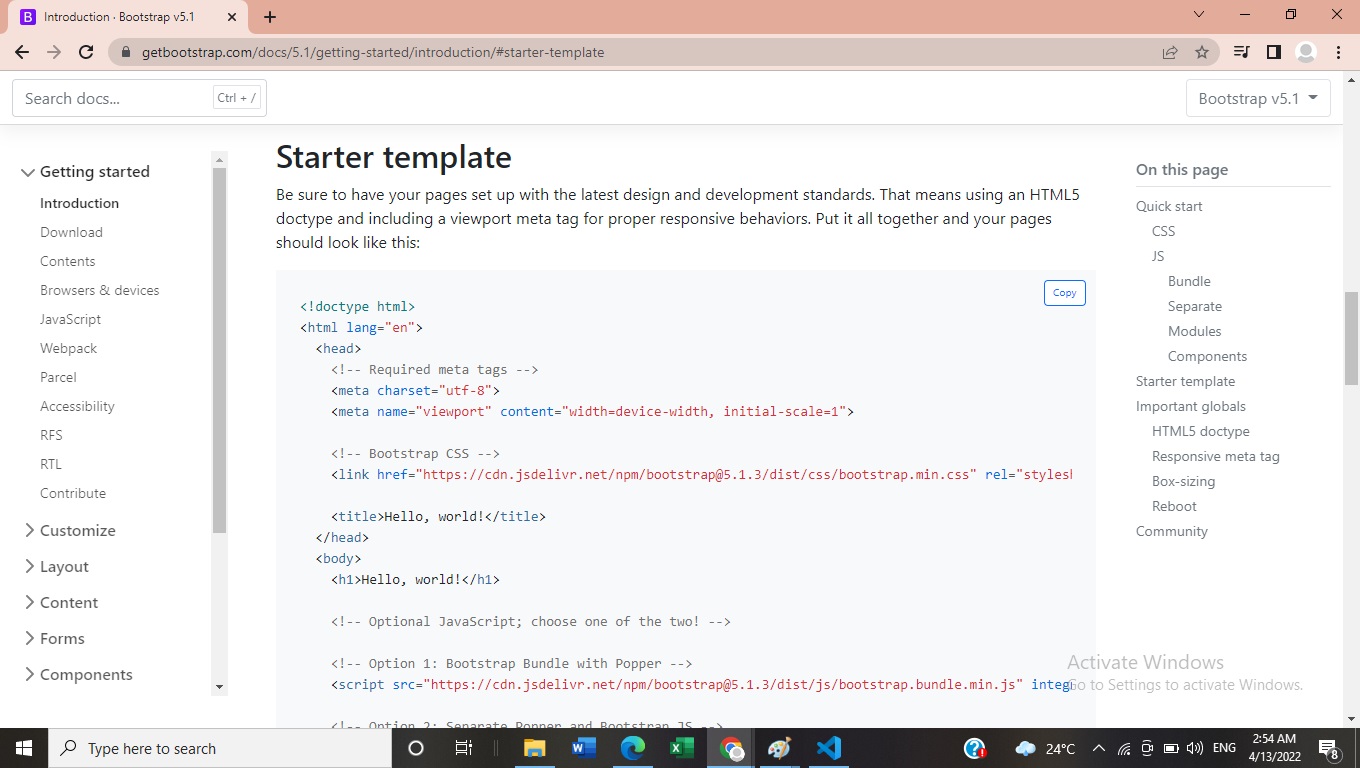 Introduction · Bootstrap v5.1
getbootstrap.com/docs/5.1/getting-started/introduction/#starter-template
Search docs...
Ctrl + /
Bootstrap v5.1
Getting started
Introduction
Download
Contents
Browsers & devices
JavaScript
Webpack
Parcel
Accessibility
RFS
RTL
Contribute
Customize
Layout
Content
Forms
Components
Starter template
Be sure to have your pages set up with the latest design and development standards. That means using an HTML5
doctype and including a viewport meta tag for proper responsive behaviors. Put it all together and your pages
should look like this:
Copy
<!doctype html>
<html lang="en">
<head>
<!-- Required meta tags -->
<meta charset="utf-8">
<meta name="viewport" content="width=device-width, initial-scale=1">
<!-- Bootstrap CSS -->
<link href="https://cdn.jsdelivr.net/npm/bootstrap@5.1.3/dist/css/bootstrap.min.css" rel="stylesh
<title>Hello, world!</title>
</head>
<body>
<h1>Hello, world!</h1>
<!-- Optional JavaScript; choose one of the two! -->
<!-- Option 1: Bootstrap Bundle with Popper -->
<script src="https://cdn.jsdelivr.net/npm/bootstrap@5.1.3/dist/js/bootstrap.bundle.min.js" integ
<!-- Option 2: Separate Popper and Bootstrap JS -->
On this page
Quick start
CSS
JS
Bundle
Separate
Modules
Components
Starter template
Important globals
HTML5 doctype
Responsive meta tag
Box-sizing
Reboot
Community
Activate Windows
Go to Settings to activate Windows.
Type here to search
24°C
ENG
2:54 AM
4/13/2022
8